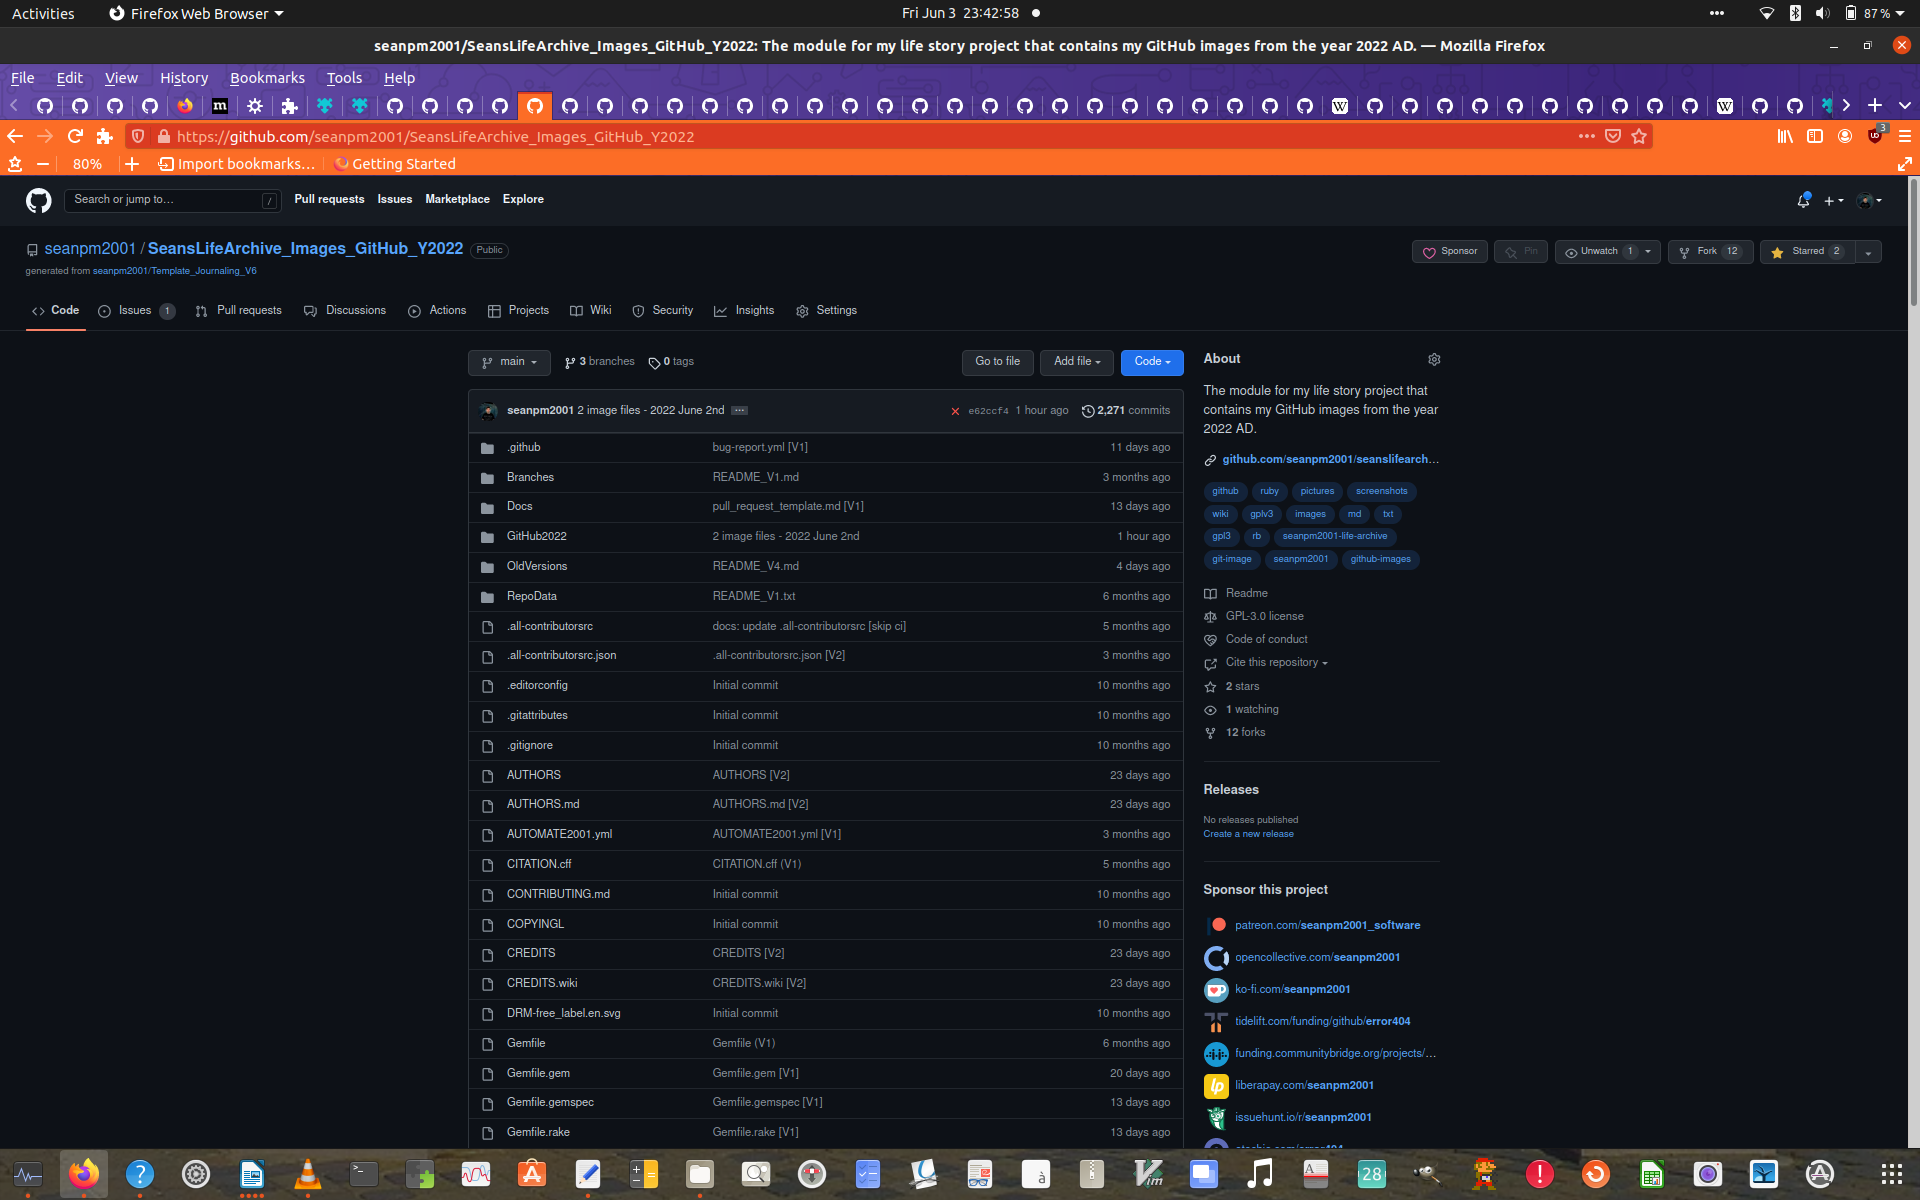 Activities Firefox Web Browser Fri Jun 3 23:42:58 87 %
seanpm2001/SeansLifeArchive_Images_GitHub_Y2022: The module for my life story project that contains my GitHub images from the year 2022 AD. — Mozilla Firefox
File Edit View History Bookmarks Tools Help
https://github.com/seanpm2001/SeansLifeArchive_Images_GitHub_Y2022 3
80% Import bookmarks… Getting Started
Search or jump to… / Pull requests Issues Marketplace Explore
seanpm2001 / SeansLifeArchive_Images_GitHub_Y2022 Public Sponsor Pin Unwatch 1 Fork 12 Starred 2
generated from seanpm2001/Template_Journaling_V6
Code Issues 1 Pull requests Discussions Actions Projects Wiki Security Insights Settings
main 3 branches 0 tags Go to file Add file Code
seanpm2001 2 image files - 2022 June 2nd e62ccf4 1 hour ago 2,271 commits
.github bug-report.yml [V1] 11 days ago
Branches README_V1.md 3 months ago
Docs pull_request_template.md [V1] 13 days ago
GitHub2022 2 image files - 2022 June 2nd 1 hour ago
OldVersions README_V4.md 4 days ago
RepoData README_V1.txt 6 months ago
.all-contributorsrc docs: update .all-contributorsrc [skip ci] 5 months ago
.all-contributorsrc.json .all-contributorsrc.json [V2] 3 months ago
.editorconfig Initial commit 10 months ago
.gitattributes Initial commit 10 months ago
.gitignore Initial commit 10 months ago
AUTHORS AUTHORS [V2] 23 days ago
AUTHORS.md AUTHORS.md [V2] 23 days ago
AUTOMATE2001.yml AUTOMATE2001.yml [V1] 3 months ago
CITATION.cff CITATION.cff (V1) 5 months ago
CONTRIBUTING.md Initial commit 10 months ago
COPYINGL Initial commit 10 months ago
CREDITS CREDITS [V2] 23 days ago
CREDITS.wiki CREDITS.wiki [V2] 23 days ago
DRM-free_label.en.svg Initial commit 10 months ago
Gemfile Gemfile (V1) 6 months ago
Gemfile.gem Gemfile.gem [V1] 20 days ago
Gemfile.gemspec Gemfile.gemspec [V1] 13 days ago
Gemfile.rake Gemfile.rake [V1] 13 days ago
About
The module for my life story project that
contains my GitHub images from the year
2022 AD.
github.com/seanpm2001/seanslifearch…
github ruby pictures screenshots
wiki gplv3 images md txt
gpl3 rb seanpm2001-life-archive
git-image seanpm2001 github-images
Readme
GPL-3.0 license
Code of conduct
Cite this repository
2 stars
1 watching
12 forks
Releases
No releases published
Create a new release
Sponsor this project
patreon.com/seanpm2001_software
opencollective.com/seanpm2001
ko-fi.com/seanpm2001
tidelift.com/funding/github/error404
funding.communitybridge.org/projects/…
liberapay.com/seanpm2001
issuehunt.io/r/seanpm2001
28